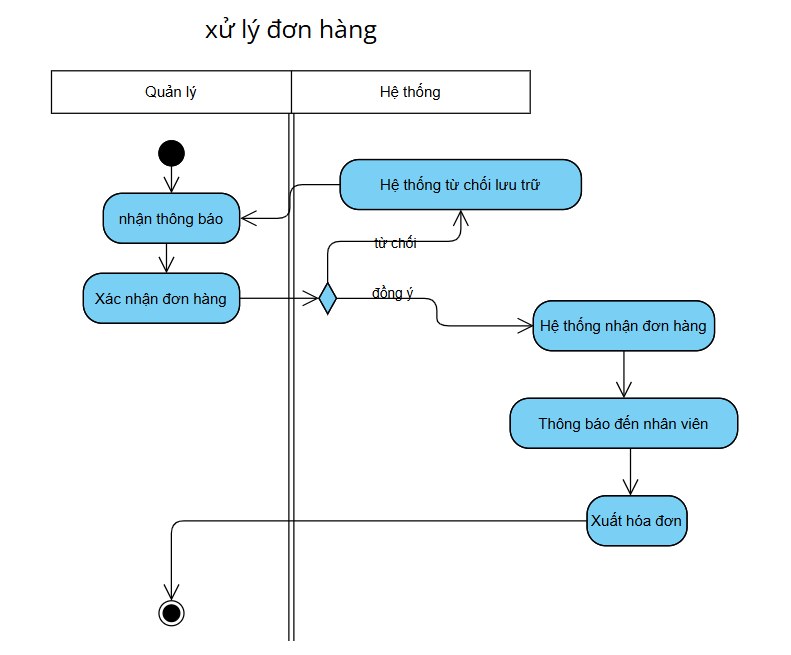 xử lý đơn hàng
Quản lý
Hệ thống
Hệ thống từ chối lưu trữ
nhận thông báo
từ chối
đồng ý
Xác nhận đơn hàng
Hệ thống nhận đơn hàng
Thông báo đến nhân viên
Xuất hóa đơn